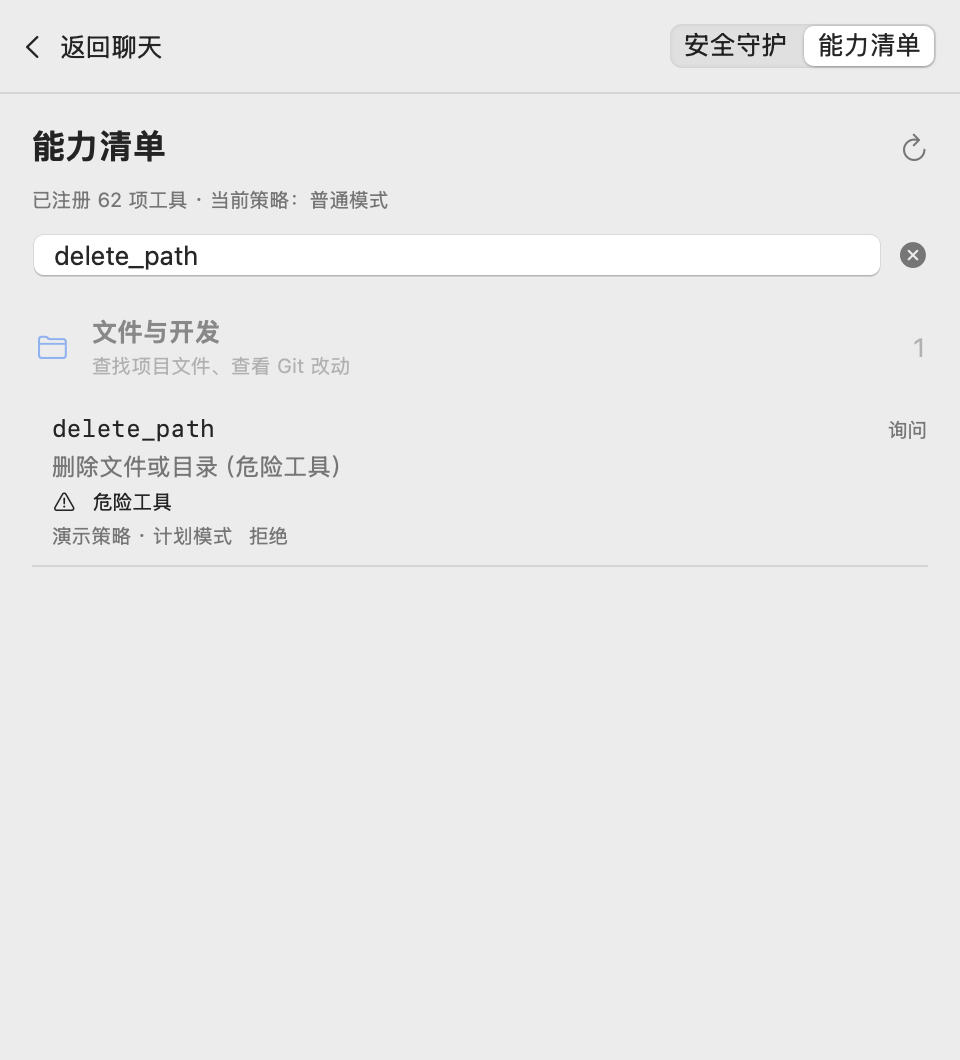 返回聊天
安全守护
能力清单
能力清单
已注册 62 项工具 · 当前策略：普通模式
delete_path
文件与开发
查找项目文件、查看 Git 改动
1
delete_path
询问
删除文件或目录 (危险工具)
危险工具
演示策略 · 计划模式 拒绝